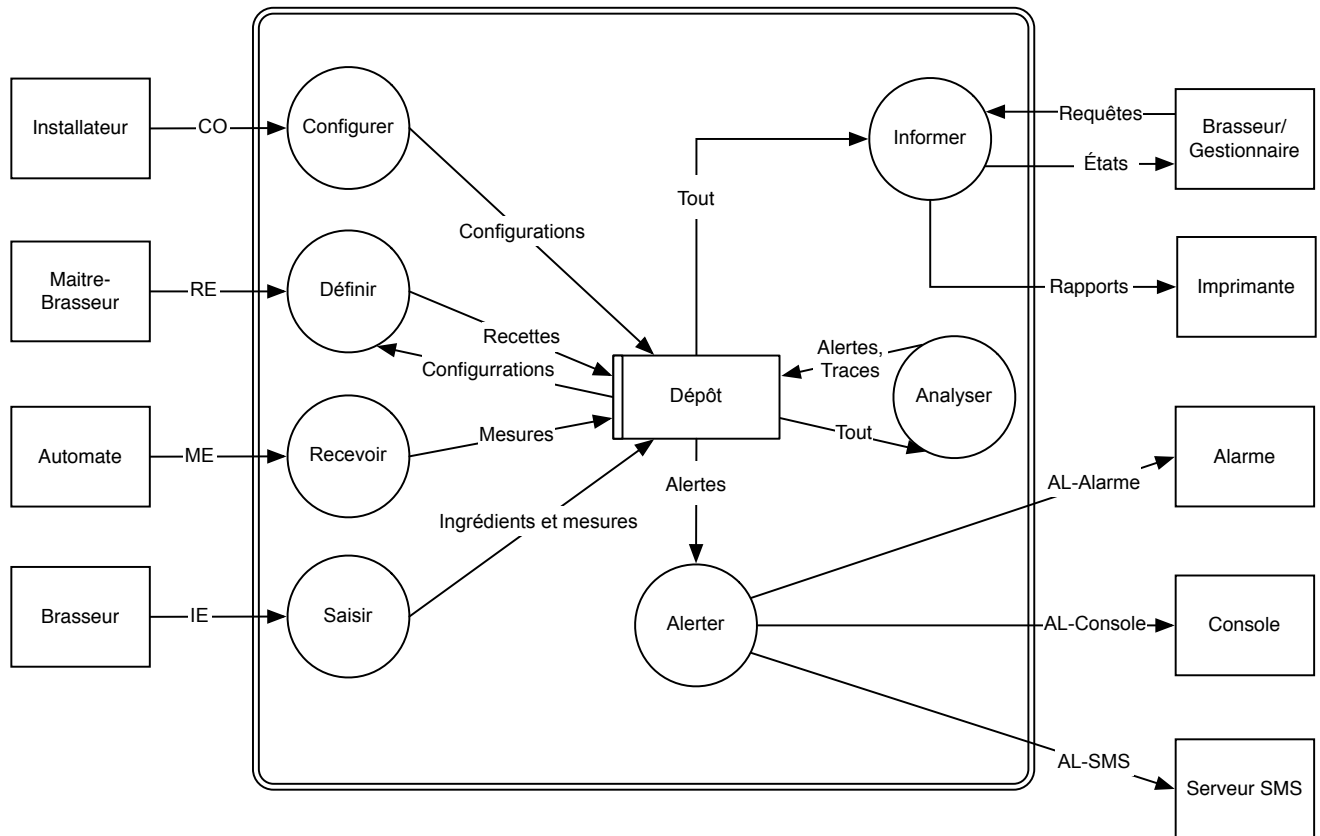 Installateur
CO
Configurer
Informer
Requêtes
États
Brasseur/
Gestionnaire
Tout
Configurations
Maitre-
Brasseur
RE
Définir
Rapports
Imprimante
Recettes
Configurrations
Dépôt
Alertes,
Traces
Analyser
Tout
Automate
ME
Recevoir
Mesures
Alertes
AL-Alarme
Alarme
Ingrédients et mesures
Brasseur
IE
Saisir
Alerter
AL-Console
Console
AL-SMS
Serveur SMS